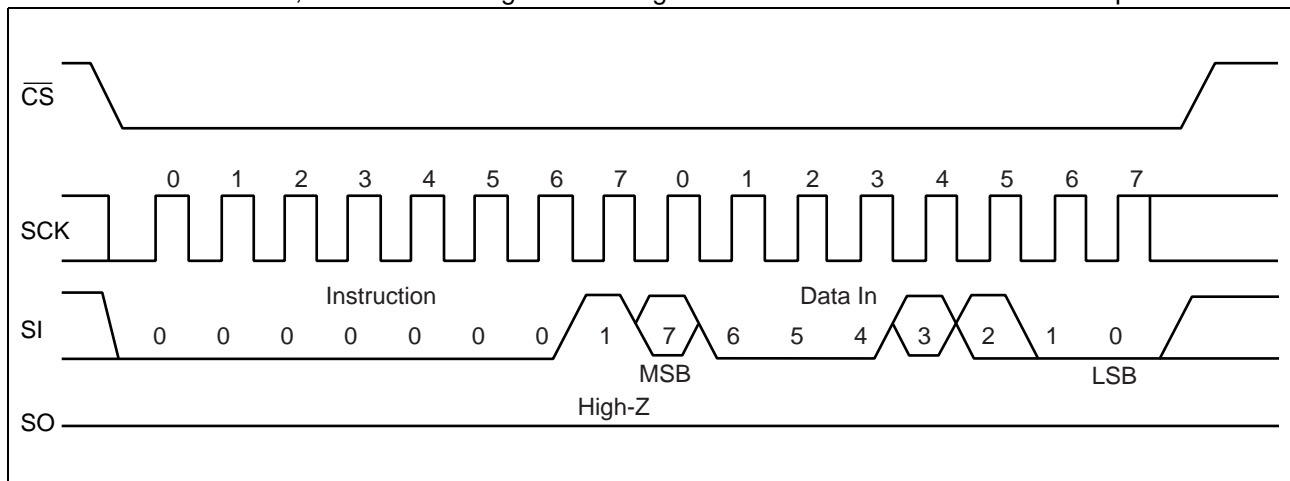 CS
0 1 2 3 4 5 6 7 0 1 2 3 4 5 6 7
SCK
Instruction Data In
SI
0 0 0 0 0 0 0 1 7 6 5 4 3 2 1 0
MSB LSB
High-Z
SO